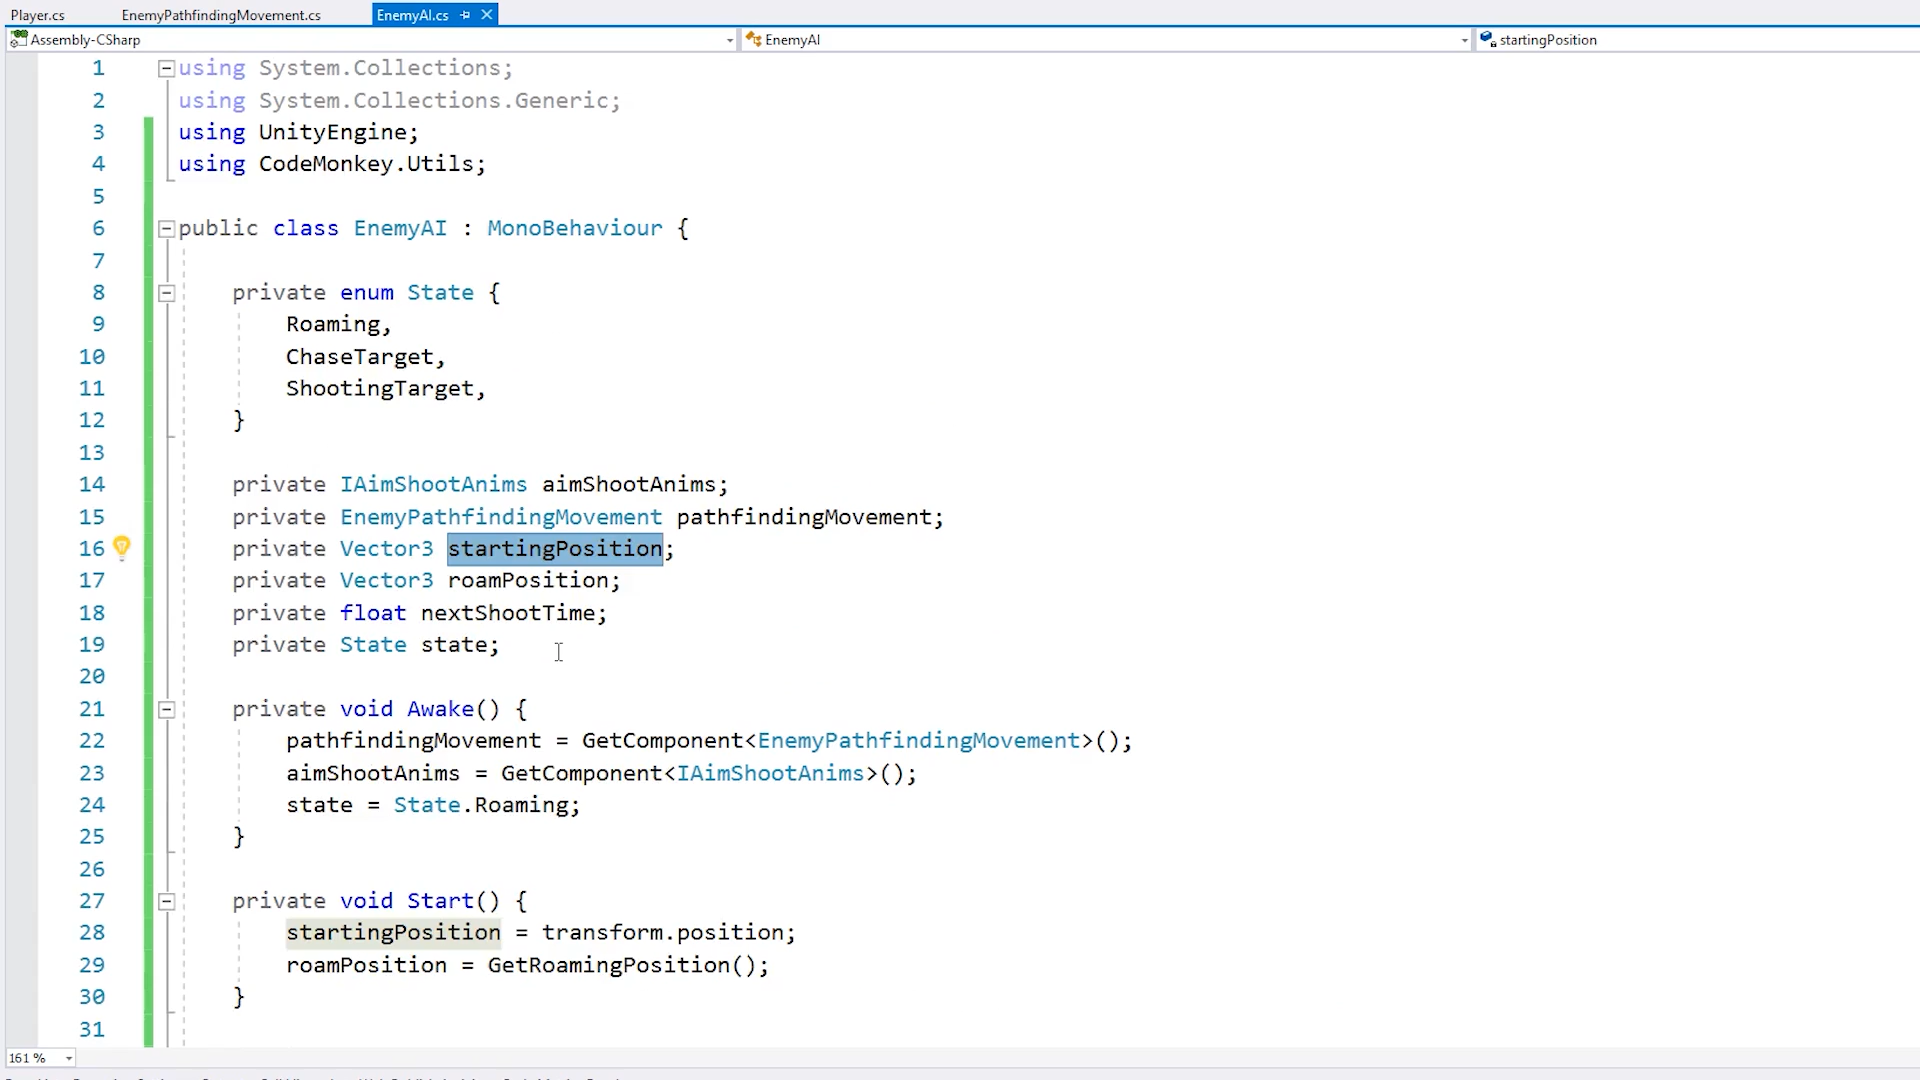 Player.cs EnemyPathfindingMovement.cs EnemyAI.cs
Assembly-CSharp EnemyAI startingPosition
1 using System.Collections;
2 using System.Collections.Generic;
3 using UnityEngine;
4 using CodeMonkey.Utils;
5
6 public class EnemyAI : MonoBehaviour {
7
8 private enum State {
9 Roaming,
10 ChaseTarget,
11 ShootingTarget,
12 }
13
14 private IAimShootAnims aimShootAnims;
15 private EnemyPathfindingMovement pathfindingMovement;
16 private Vector3 startingPosition;
17 private Vector3 roamPosition;
18 private float nextShootTime;
19 private State state;
20
21 private void Awake() {
22 pathfindingMovement = GetComponent<EnemyPathfindingMovement>();
23 aimShootAnims = GetComponent<IAimShootAnims>();
24 state = State.Roaming;
25 }
26
27 private void Start() {
28 startingPosition = transform.position;
29 roamPosition = GetRoamingPosition();
30 }
31
161 %